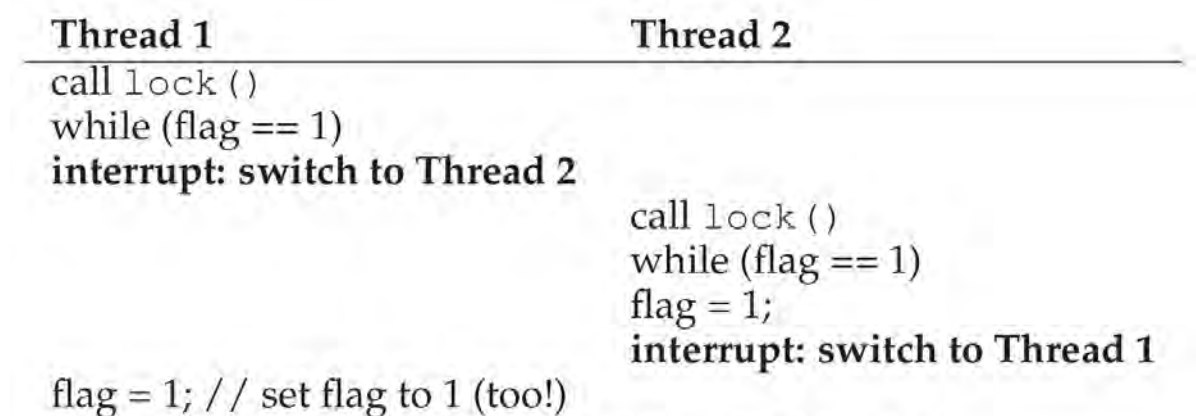 Thread 1 Thread 2
call lock ()
while (flag == 1)
interrupt: switch to Thread 2
call lock ()
while (flag == 1)
flag = 1;
interrupt: switch to Thread 1
flag = 1; // set flag to 1 (too!)